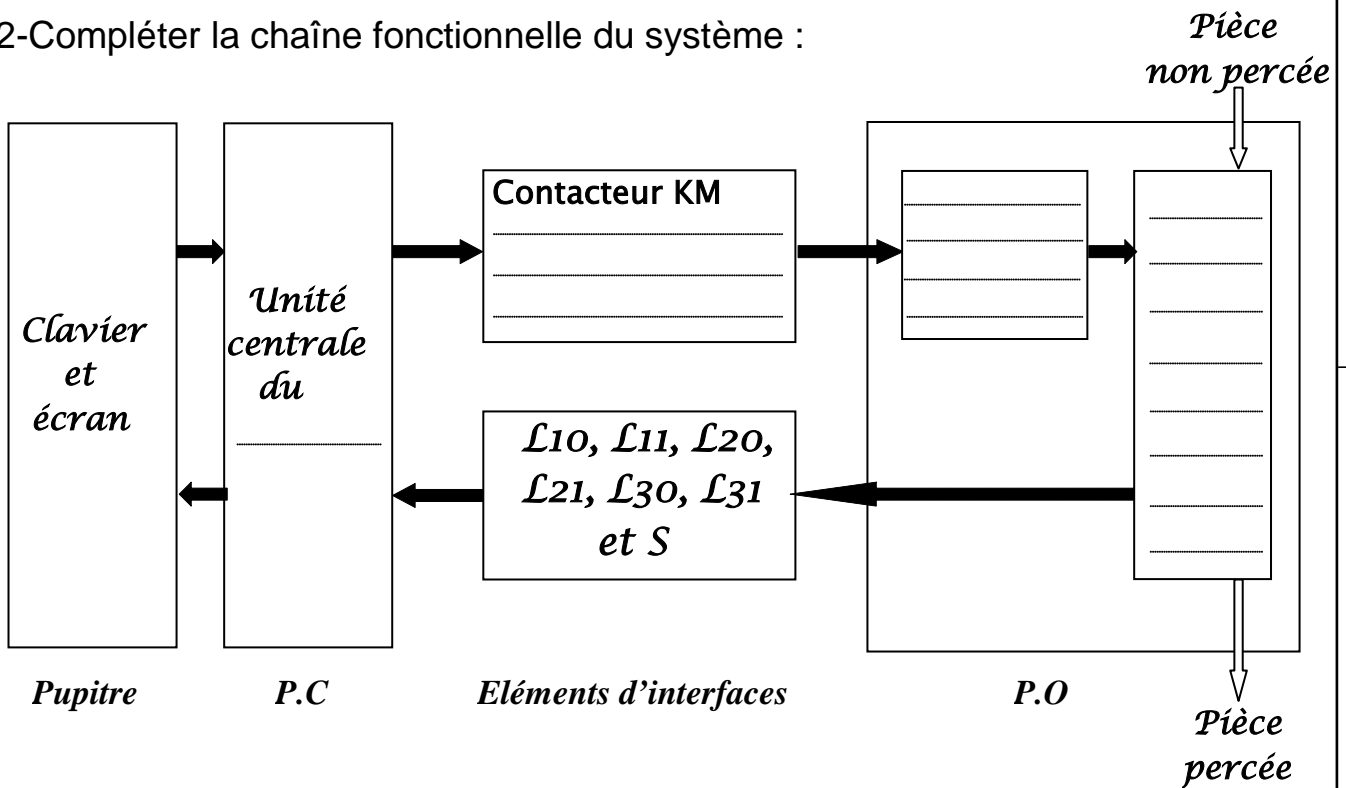 2-Compléter la chaîne fonctionnelle du système :
Pièce
non percée
Clavier
et
écran
Unité
centrale
du
Contacteur KM
L10, L11, L20,
L21, L30, L31
et S
Pupitre
P.C
Eléments d’interfaces
P.O
Pièce
percée